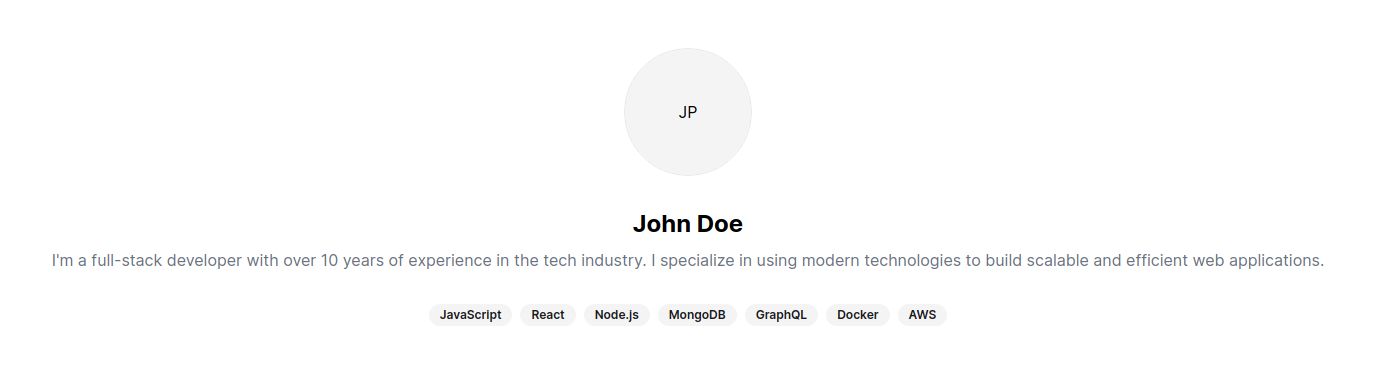 JP
John Doe
I'm a full-stack developer with over 10 years of experience in the tech industry. I specialize in using modern technologies to build scalable and efficient web applications.
JavaScript React Node.js MongoDB GraphQL Docker AWS